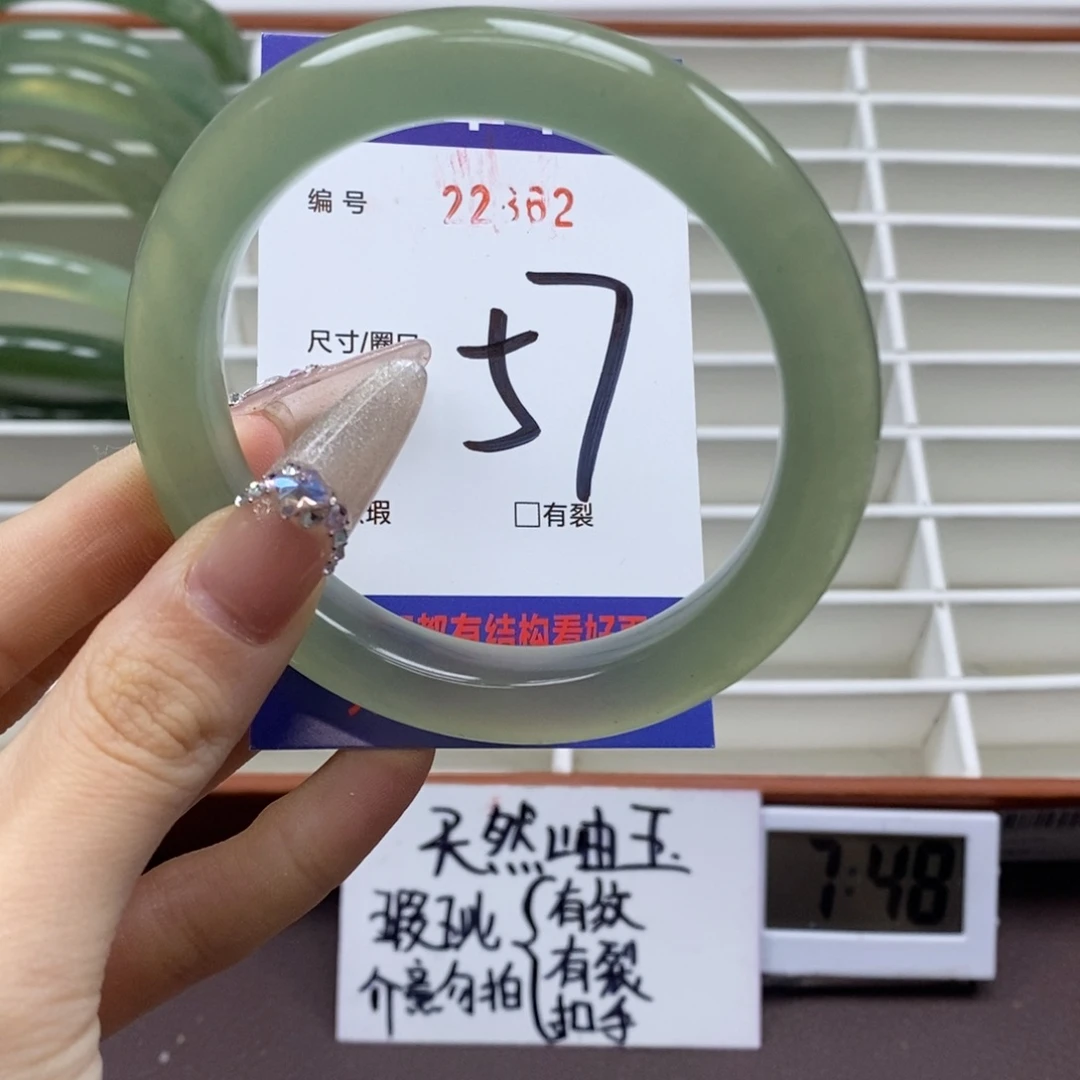 编号 22362
尺寸/圈口 57
瑕 □有裂
都有结构看好再
天然岫玉
瑕玼 有纹
有裂
介意勿拍 扣手
7:48